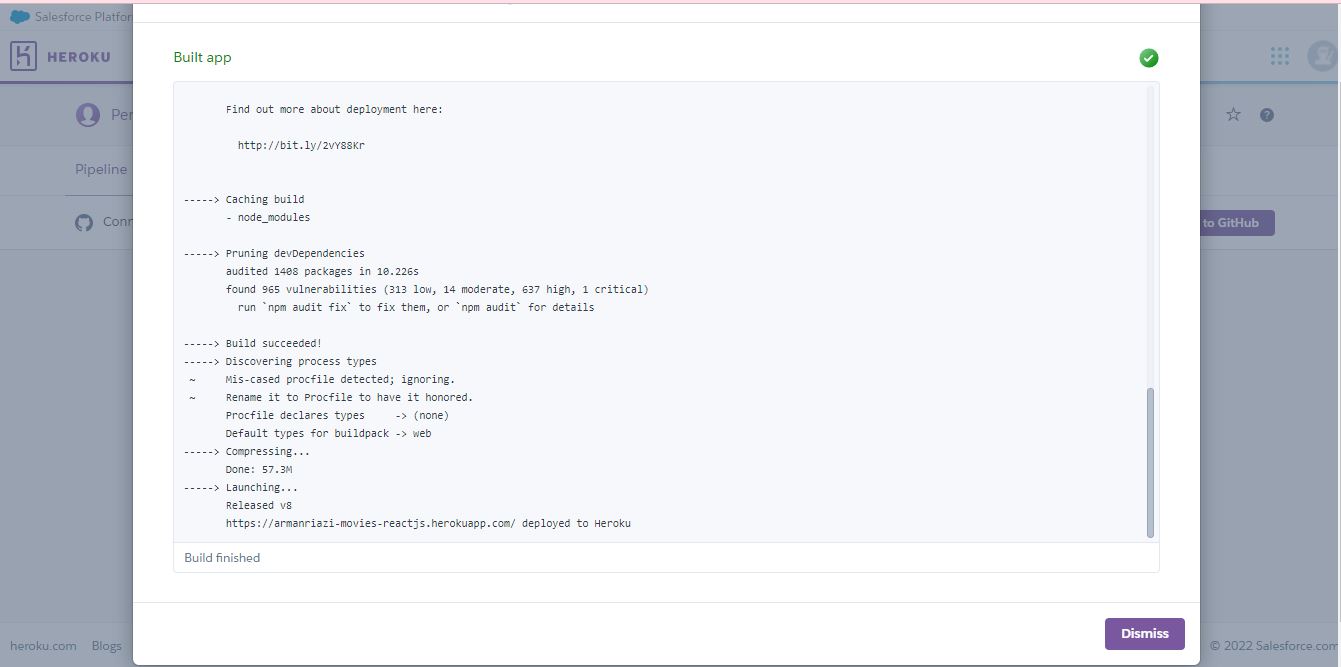 Salesforce Platfor
HEROKU
Per
Pipeline
Conn
to GitHub
Built app
Find out more about deployment here:
http://bit.ly/2vY88Kr
-----> Caching build
- node_modules
-----> Pruning devDependencies
audited 1408 packages in 10.226s
found 965 vulnerabilities (313 low, 14 moderate, 637 high, 1 critical)
run `npm audit fix` to fix them, or `npm audit` for details
-----> Build succeeded!
-----> Discovering process types
~ Mis-cased procfile detected; ignoring.
~ Rename it to Procfile to have it honored.
Procfile declares types -> (none)
Default types for buildpack -> web
-----> Compressing...
Done: 57.3M
-----> Launching...
Released v8
https://armanriazi-movies-reactjs.herokuapp.com/ deployed to Heroku
Build finished
Dismiss
heroku.com Blogs
© 2022 Salesforce.com